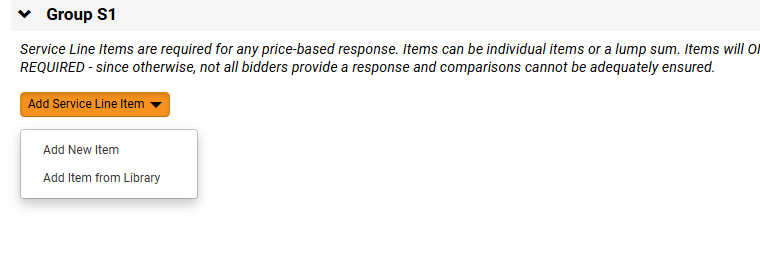 Group S1
Service Line Items are required for any price-based response. Items can be individual items or a lump sum. Items will
REQUIRED - since otherwise, not all bidders provide a response and comparisons cannot be adequately ensured.
Add Service Line Item
Add New Item
Add Item from Library